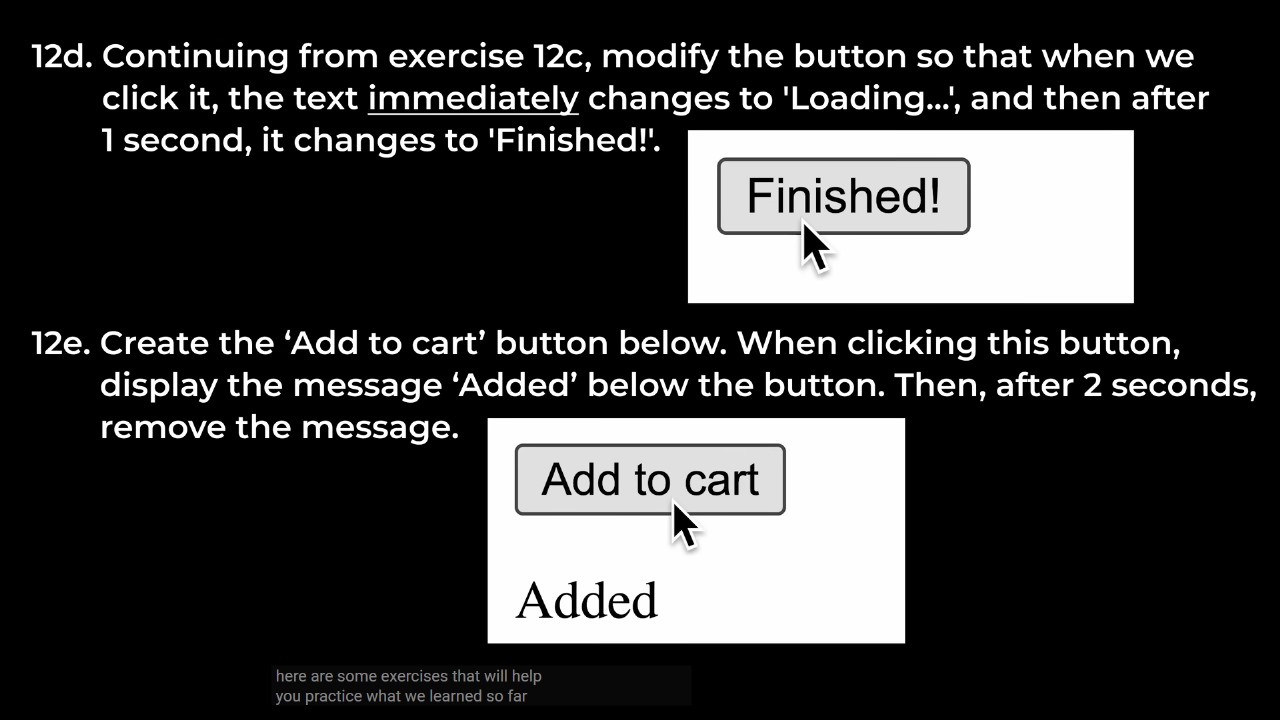 12d. Continuing from exercise 12c, modify the button so that when we
click it, the text immediately changes to 'Loading...', and then after
1 second, it changes to 'Finished!'.
Finished!
12e. Create the ‘Add to cart’ button below. When clicking this button,
display the message ‘Added’ below the button. Then, after 2 seconds,
remove the message.
Add to cart
Added
here are some exercises that will help
you practice what we learned so far